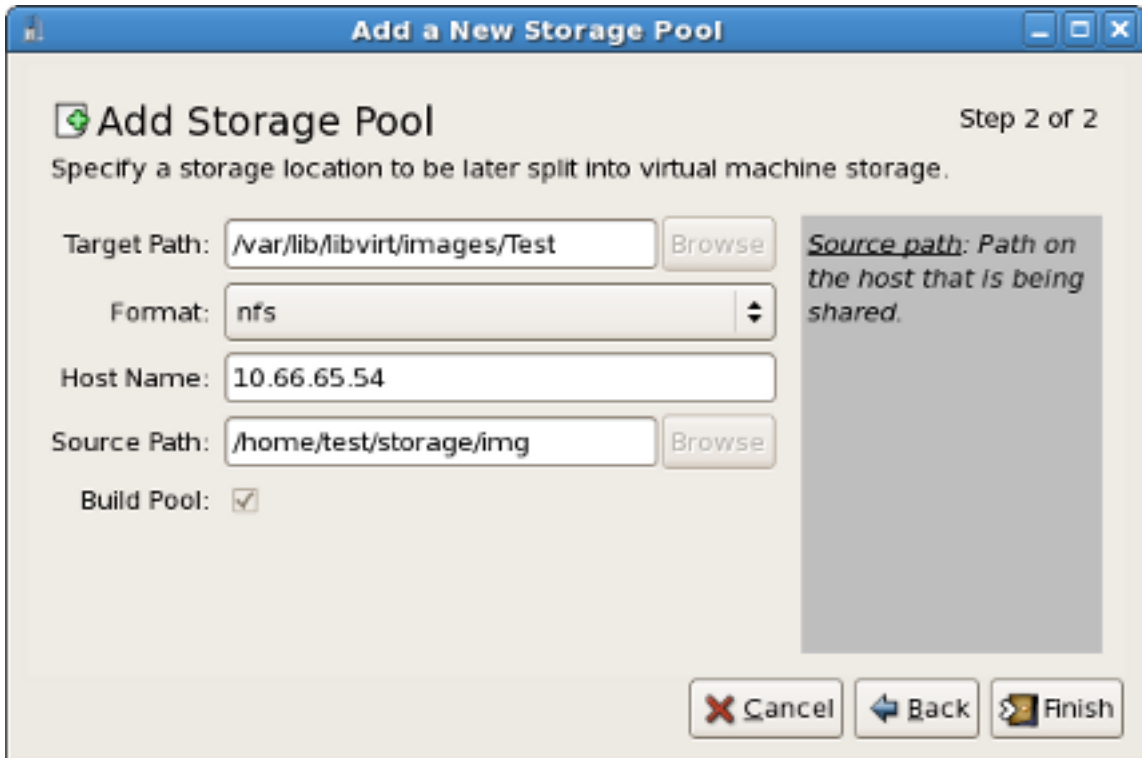 Add a New Storage Pool
Add Storage Pool
Step 2 of 2
Specify a storage location to be later split into virtual machine storage.
Target Path: /var/lib/libvirt/images/Test Browse
Format: nfs
Host Name: 10.66.65.54
Source Path: /home/test/storage/img Browse
Build Pool:
Source path: Path on
the host that is being
shared.
Cancel Back Finish